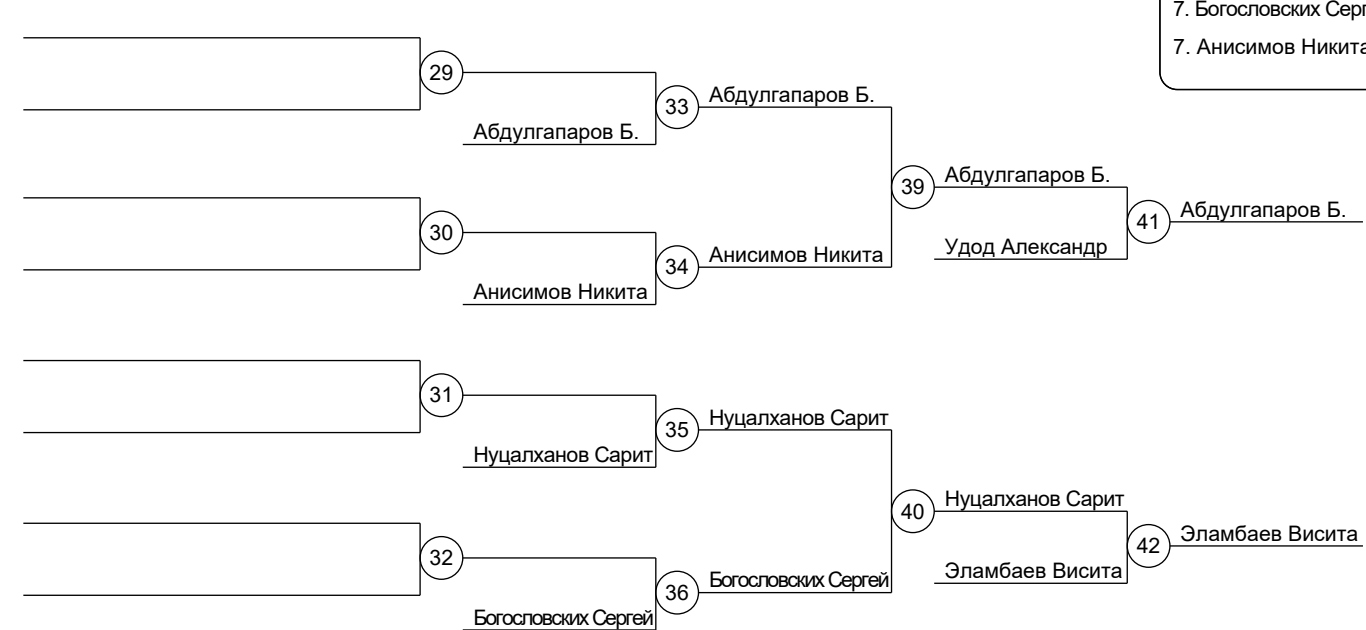 7. Богословских Серг
7. Анисимов Никита
29
33
Абдулгапаров Б.
Абдулгапаров Б.
39
Абдулгапаров Б.
41
Абдулгапаров Б.
30
34
Анисимов Никита
Удод Александр
Анисимов Никита
31
35
Нуцалханов Сарит
Нуцалханов Сарит
40
Нуцалханов Сарит
42
Эламбаев Висита
32
36
Богословских Сергей
Эламбаев Висита
Богословских Сергей